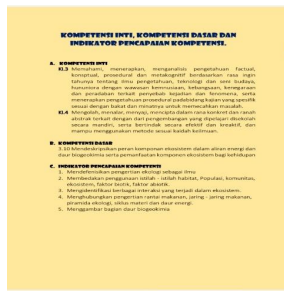 KOMPETENSI INTI, KOMPETENSI DASAR DAN
INDIKATOR PENCAPAIAN KOMPETENSI.
A. KOMPETENSI INTI
KI.3 Memahami, menerapkan, menganalisis pengetahuan factual,
konseptual, prosedural dan metakognitif berdasarkan rasa ingin
tahunya tentang ilmu pengetahuan, teknologi dan seni budaya,
humaniora dengan wawasan kemanusiaan, kebangsaan, kenegaraan
dan peradaban terkait penyebab kejadian dan fenomena, serta
menerapkan pengetahuan prosedural padabidang kajian yang spesifik
sesuai dengan bakat dan minatnya untuk memecahkan masalah.
KI.4 Mengolah, menalar, menyaji, mencipta dalam rana konkret dan ranah
abstrak terkait dengan dari pengembangan yang dipelajari disekolah
secara mandiri, serta bertindak secara efektif dan kreaktif, dan
mampu menggunakan metode sesuai kaidah keilmuan.
B. KOMPETENSI DASAR
3.10 Mendeskripsikan peran komponen ekosistem dalam aliran energi dan
daur biogeokimia serta pemanfaatan komponen ekosistem bagi kehidupan
C. INDIKATOR PENCAPAIAN KOMPETENSI
1. Mendefenisikan pengertian ekologi sebagai ilmu
2. Membedakan penggunaan istilah - istilah habitat, Populasi, komunitas,
ekosistem, faktor biotik, faktor abiotik.
3. Mengidentifikasi berbagai interaksi yang terjadi dalam ekosistem.
4. Menghubungkan pengertian rantai makanan, jaring - jaring makanan,
piramida ekologi, siklus materi dan daur energi.
5. Menggambar bagian daur biogeokimia